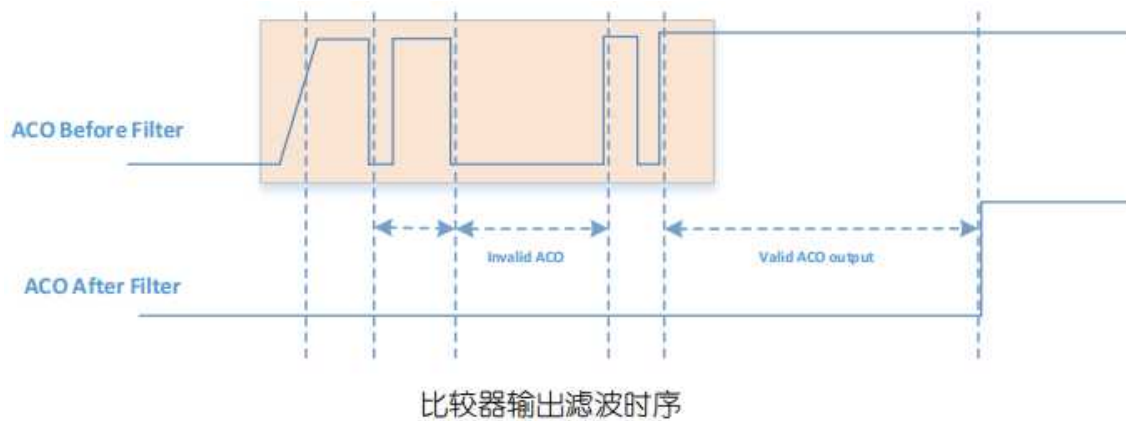 ACO Before Filter
Invalid ACO
Valid ACO output
ACO After Filter
比较器输出滤波时序